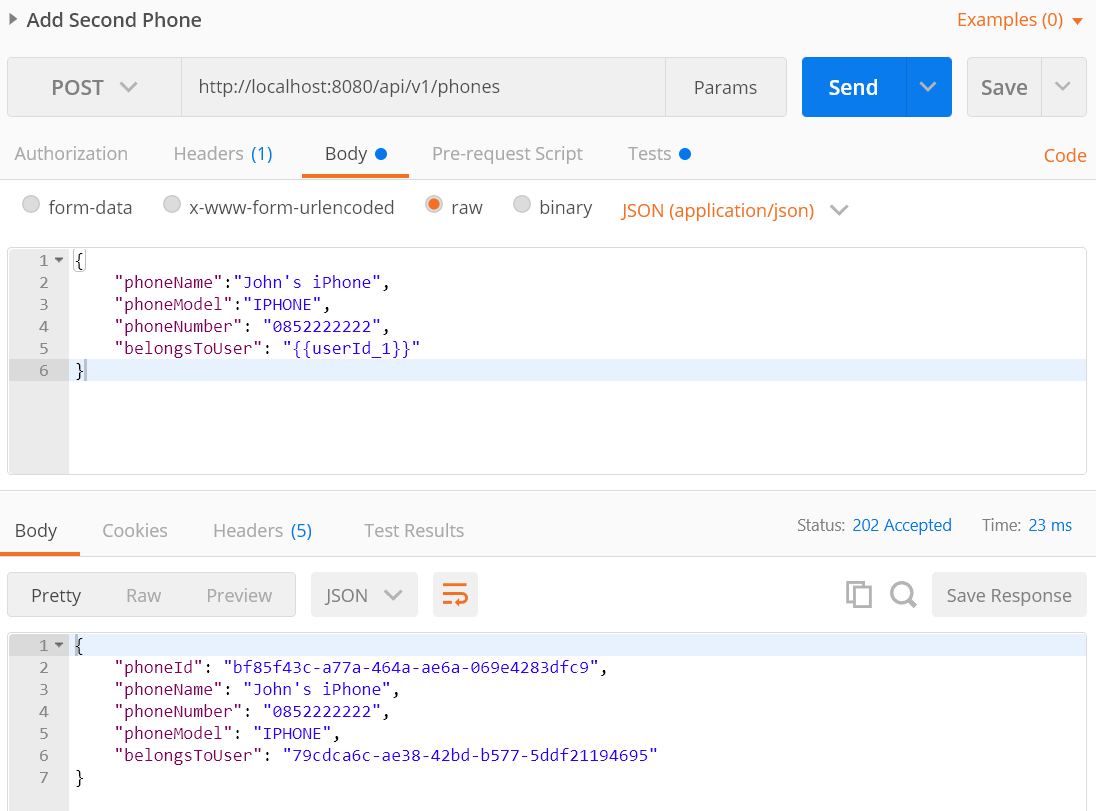 Add Second Phone Examples (0)
POST http://localhost:8080/api/v1/phones Params Send Save
Authorization Headers (1) Body Pre-request Script Tests Code
form-data x-www-form-urlencoded raw binary JSON (application/json)
1 {
2 "phoneName":"John's iPhone",
3 "phoneModel":"IPHONE",
4 "phoneNumber": "0852222222",
5 "belongsToUser": "{{userId_1}}"
6 }
Body Cookies Headers (5) Test Results Status: 202 Accepted Time: 23 ms
Pretty Raw Preview JSON Save Response
1 {
2 "phoneId": "bf85f43c-a77a-464a-ae6a-069e4283dfc9",
3 "phoneName": "John's iPhone",
4 "phoneNumber": "0852222222",
5 "phoneModel": "IPHONE",
6 "belongsToUser": "79cdca6c-ae38-42bd-b577-5ddf21194695"
7 }